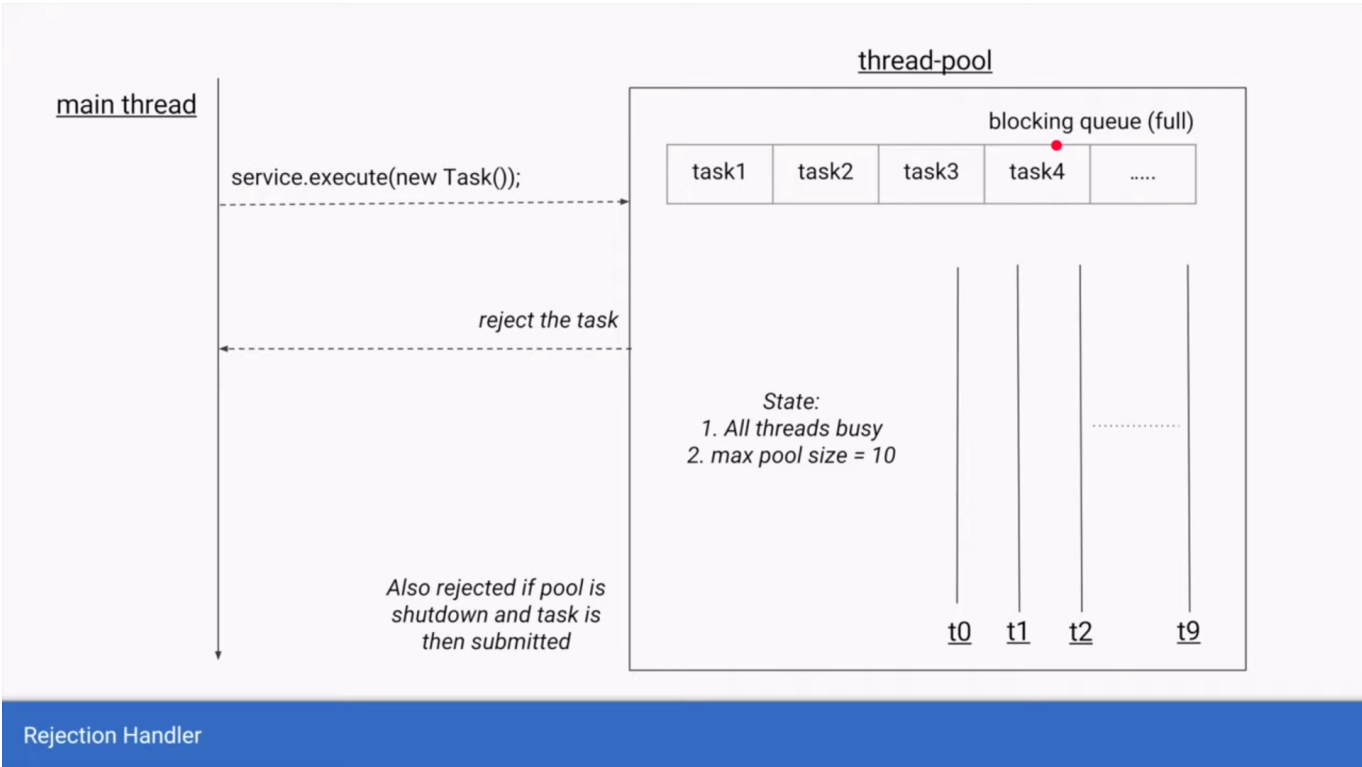 thread-pool
main thread
blocking queue (full)
task1 task2 task3 task4 .....
service.execute(new Task());
reject the task
State:
1. All threads busy
2. max pool size = 10
Also rejected if pool is
shutdown and task is
then submitted
t0 t1 t2 t9
Rejection Handler